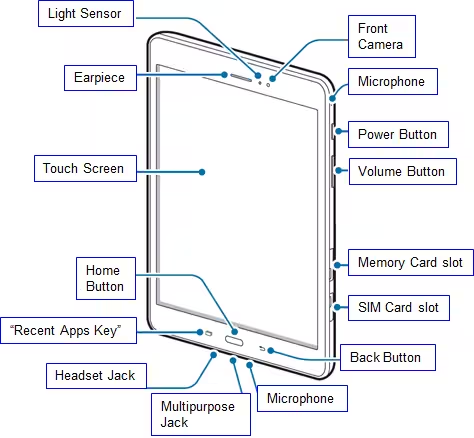 Light Sensor
Front
Camera
Earpiece
Microphone
Power Button
Touch Screen
Volume Button
Home
Button
Memory Card slot
SIM Card slot
“Recent Apps Key”
Back Button
Headset Jack
Multipurpose
Jack
Microphone